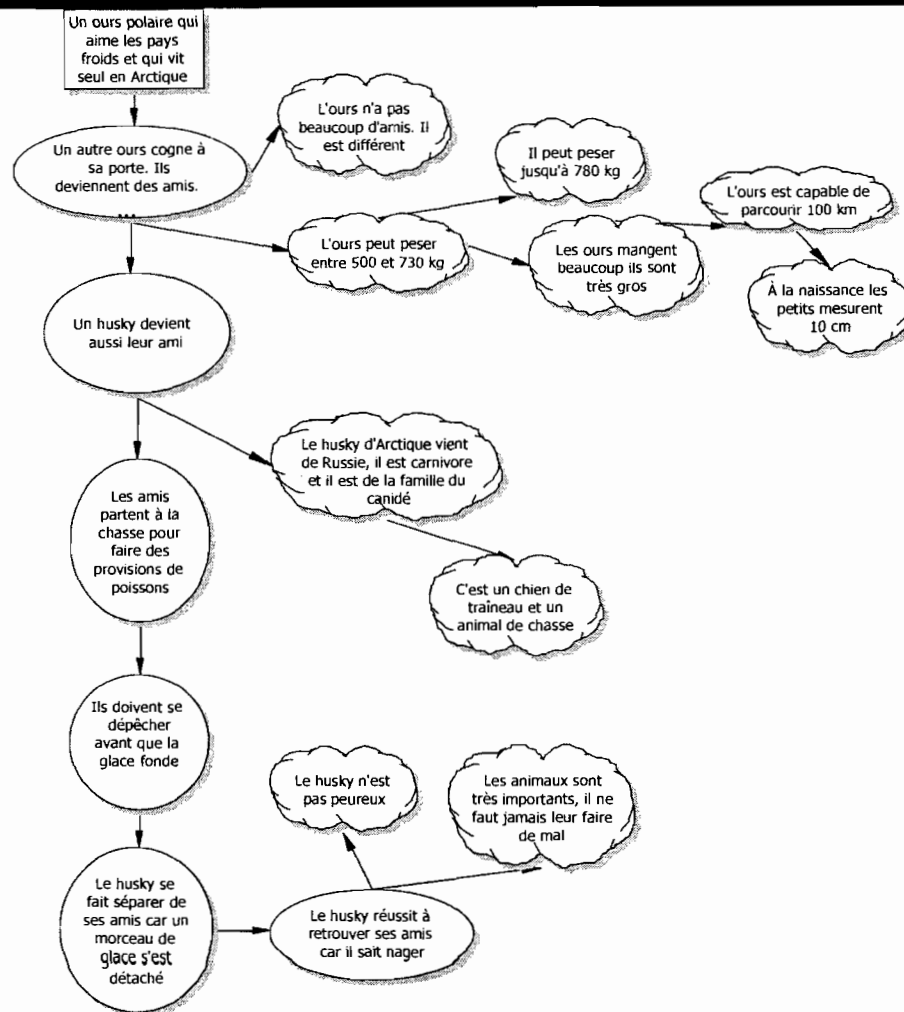 Un ours polaire qui
aime les pays
froids et qui vit
seul en Arctique
L'ours n'a pas
beaucoup d'amis. Il
est différent
Un autre ours cogne à
sa porte. Ils
deviennent des amis.
...
Il peut peser
jusqu'à 780 kg
L'ours est capable de
parcourir 100 km
L'ours peut peser
entre 500 et 730 kg
Les ours mangent
beaucoup ils sont
très gros
À la naissance les
petits mesurent
10 cm
Un husky devient
aussi leur ami
Le husky d'Arctique vient
de Russie, il est carnivore
et il est de la famille du
canidé
Les amis
partent à la
chasse pour
faire des
provisions de
poissons
C'est un chien de
traîneau et un
animal de chasse
Ils doivent se
dépêcher
avant que la
glace fonde
Le husky n'est
pas peureux
Les animaux sont
très importants, il ne
faut jamais leur faire
de mal
Le husky se
fait séparer de
ses amis car un
morceau de
glace s'est
détaché
Le husky réussit à
retrouver ses amis
car il sait nager